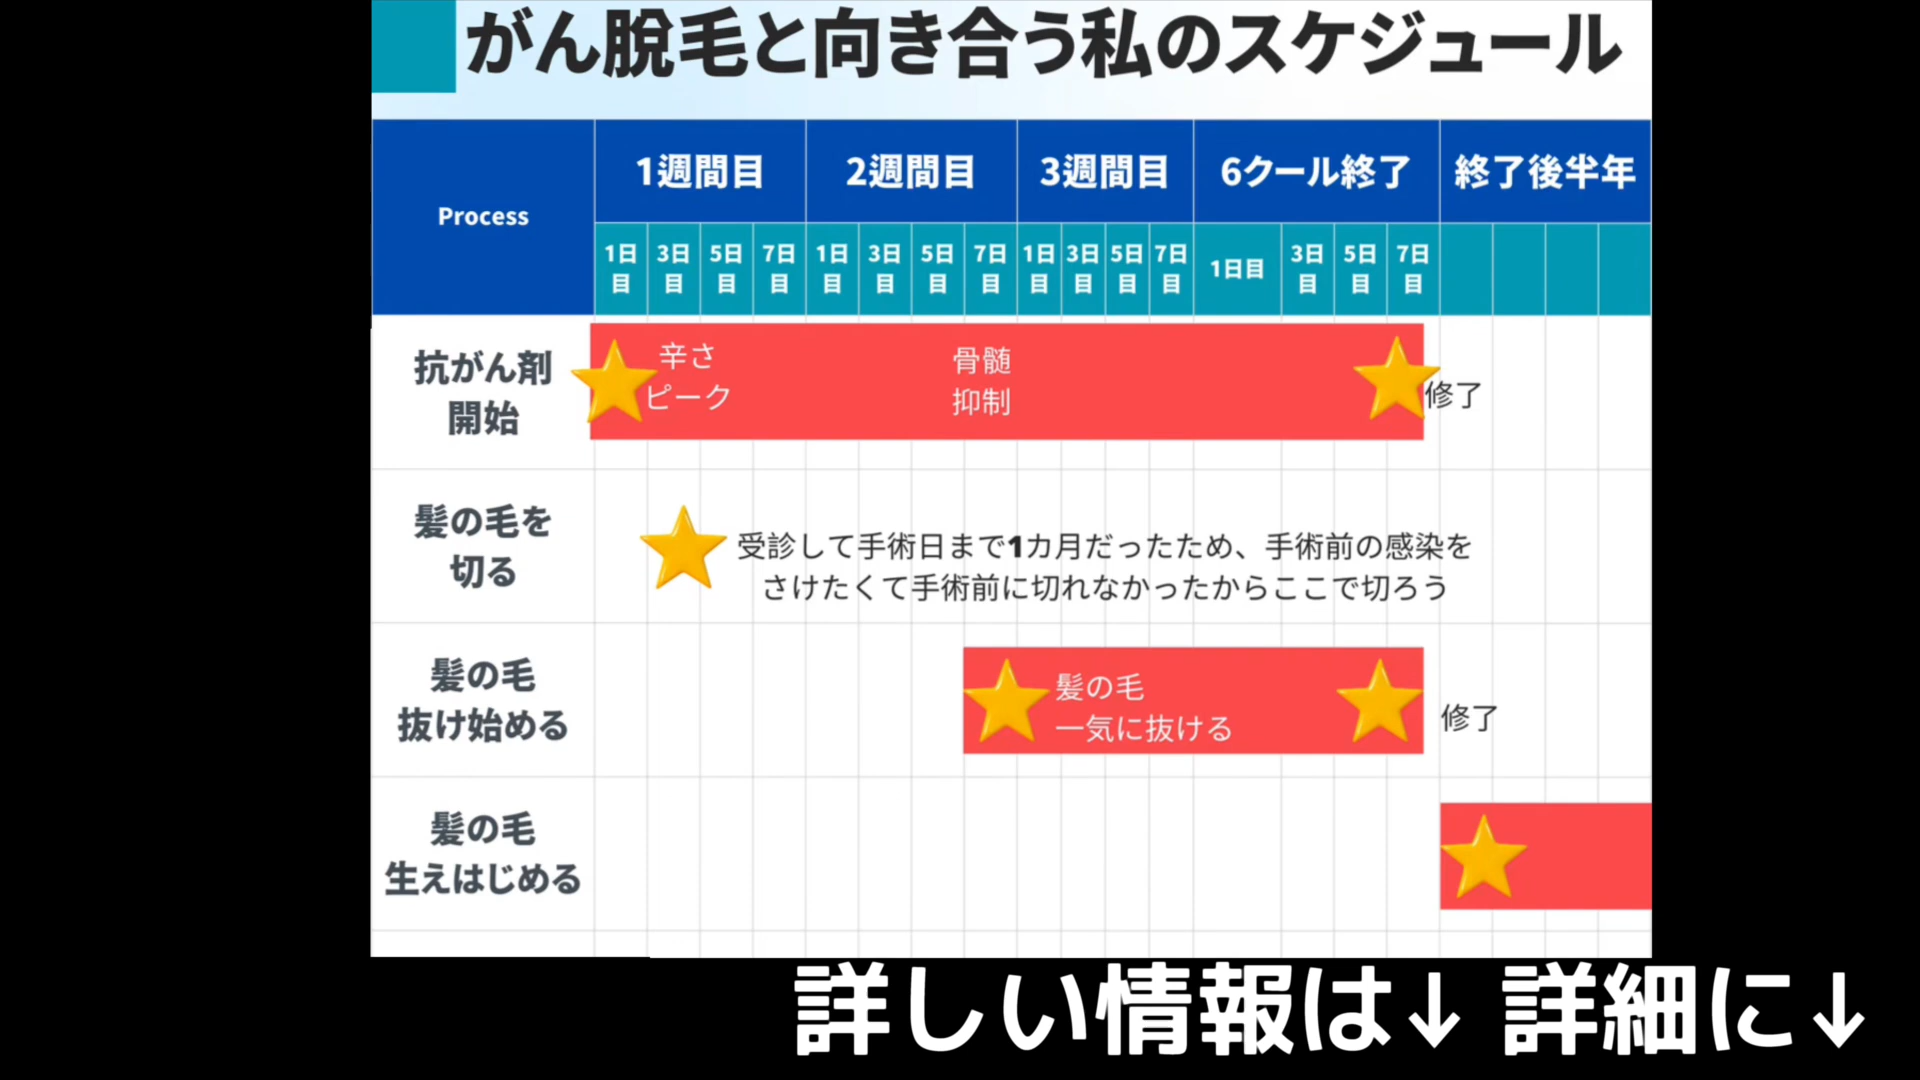 がん脱毛と向き合う私のスケジュール
Process
1週間目
2週間目
3週間目
6クール終了
終了後半年
1日目
3日目
5日目
7日目
1日目
3日目
5日目
7日目
1日目
3日目
5日目
7日目
1日目
3日目
5日目
7日目
抗がん剤
開始
辛さ
ピーク
骨髄
抑制
修了
髪の毛を
切る
受診して手術日まで1カ月だったため、手術前の感染を
さけたくて手術前に切れなかったからここで切ろう
髪の毛
抜け始める
髪の毛
一気に抜ける
修了
髪の毛
生えはじめる
詳しい情報は↓ 詳細に↓